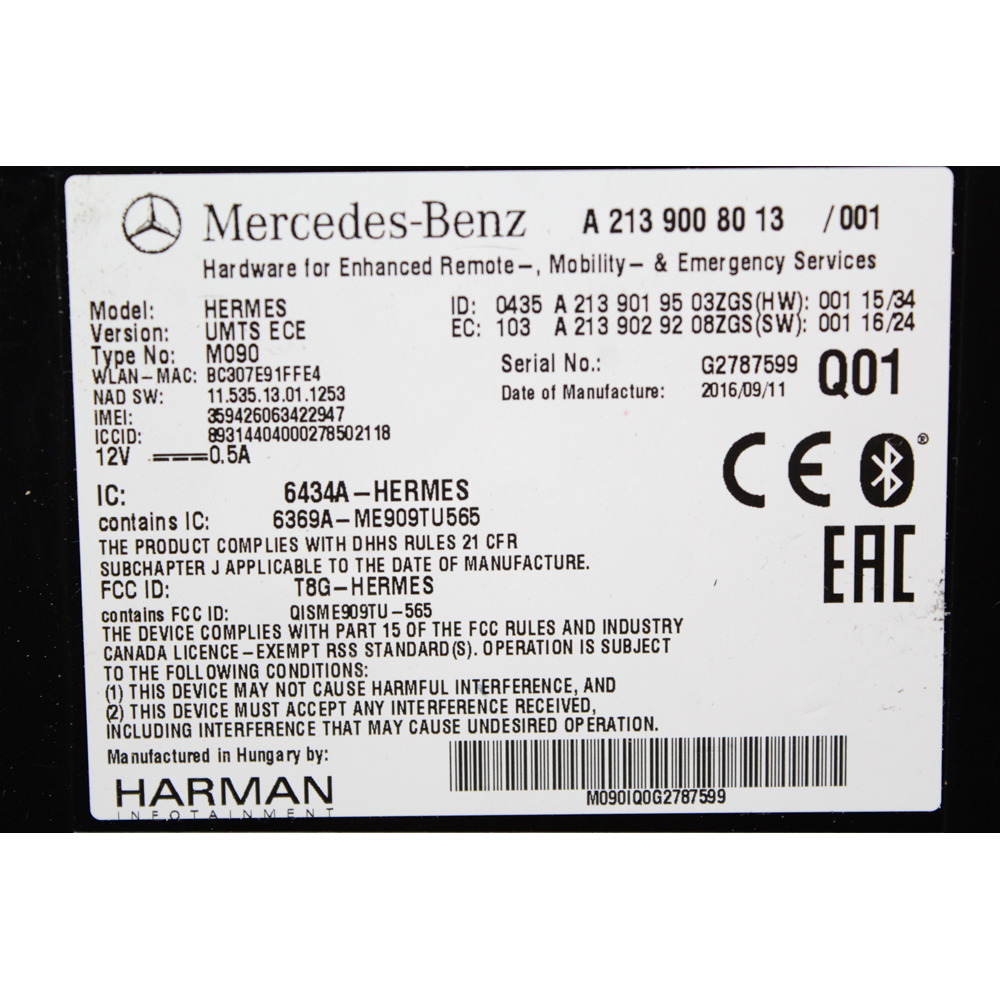 Mercedes-Benz A 213 900 80 13 /001
Hardware for Enhanced Remote-, Mobility- & Emergency Services
Model: HERMES ID: 0435 A 213 901 95 03ZGS(HW): 001 15/34
Version: UMTS ECE EC: 103 A 213 902 92 08ZGS(SW): 001 16/24
Type No: M090 Serial No.: G2787599 Q01
WLAN-MAC: BC307E91FFE4
NAD SW: 11.535.13.01.1253 Date of Manufacture: 2016/09/11
IMEI: 359426063422947
ICCID: 89314404000278502118
12V 0.5A
CE ®
IC: 6434A-HERMES
contains IC: 6369A-ME909TU565
THE PRODUCT COMPLIES WITH DHHS RULES 21 CFR
SUBCHAPTER J APPLICABLE TO THE DATE OF MANUFACTURE.
EAC
FCC ID: T8G-HERMES
contains FCC ID: QISME909TU-565
THE DEVICE COMPLIES WITH PART 15 OF THE FCC RULES AND INDUSTRY
CANADA LICENCE-EXEMPT RSS STANDARD(S). OPERATION IS SUBJECT
TO THE FOLLOWING CONDITIONS:
(1) THIS DEVICE MAY NOT CAUSE HARMFUL INTERFERENCE, AND
(2) THIS DEVICE MUST ACCEPT ANY INTERFERENCE RECEIVED,
INCLUDING INTERFERENCE THAT MAY CAUSE UNDESIRED OPERATION.
Manufactured in Hungary by:
HARMAN
INFOTAINMENT
M090IQ0G2787599